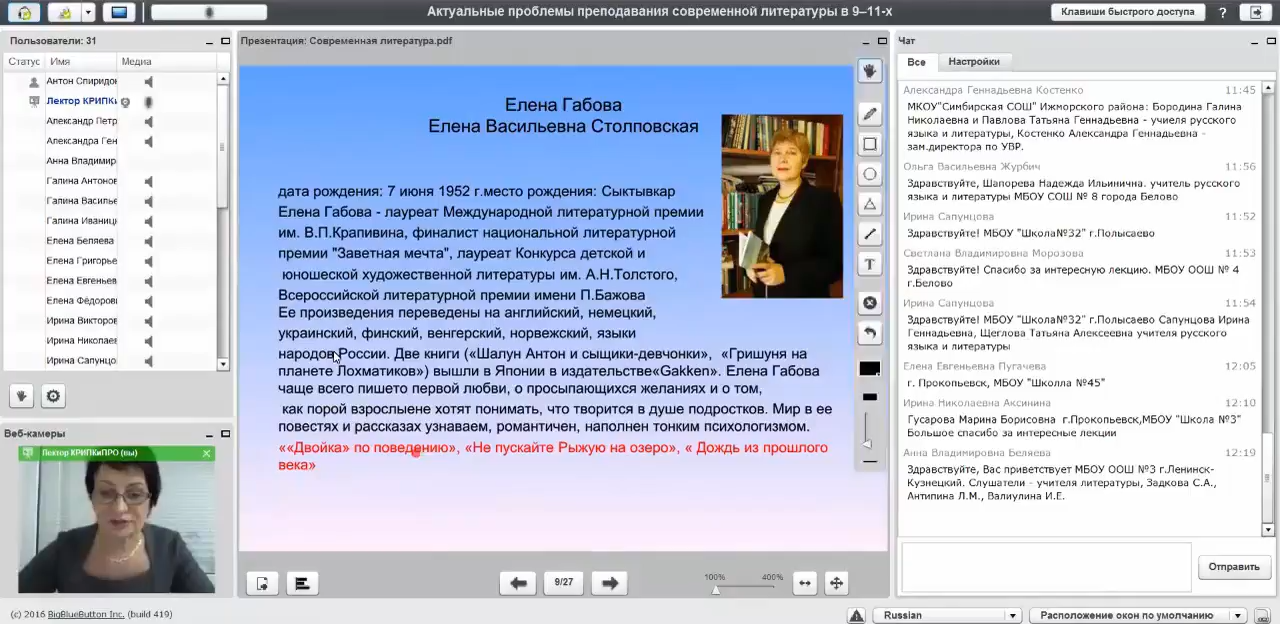 Актуальные проблемы преподавания современной литературы в 9–11-х
Клавиши быстрого доступа
?
Пользователи: 31
Статус Имя Медиа
Антон Спиридон
Лектор КРИПКи
Александр Петр
Александра Ген
Анна Владимир
Галина Антонов
Галина Василье
Галина Иваниц
Елена Беляева
Елена Григорье
Елена Евгеньев
Елена Фёдоров
Ирина Викторов
Ирина Николаев
Ирина Сапунцо
Веб-камеры
Лектор КРИПКиПРО (вы)
Презентация: Современная литература.pdf
Елена Габова
Елена Васильевна Столповская
дата рождения: 7 июня 1952 г.место рождения: Сыктывкар
Елена Габова - лауреат Международной литературной премии
им. В.П.Крапивина, финалист национальной литературной
премии "Заветная мечта", лауреат Конкурса детской и
юношеской художественной литературы им. А.Н.Толстого,
Всероссийской литературной премии имени П.Бажова
Ее произведения переведены на английский, немецкий,
украинский, финский, венгерский, норвежский, языки
народов России. Две книги («Шалун Антон и сыщики-девчонки», «Гришуня на
планете Лохматиков») вышли в Японии в издательстве«Gakken». Елена Габова
чаще всего пишето первой любви, о просыпающихся желаниях и о том,
как порой взрослыене хотят понимать, что творится в душе подростков. Мир в ее
повестях и рассказах узнаваем, романтичен, наполнен тонким психологизмом.
««Двойка» по поведению», «Не пускайте Рыжую на озеро», « Дождь из прошлого
века»
T
9/27
100% 400%
Чат
Все Настройки
Александра Геннадьевна Костенко 11:45
МКОУ"Симбирская СОШ" Ижморского района: Бородина Галина
Николаевна и Павлова Татьяна Геннадьевна - учиеля русского
языка и литературы, Костенко Александра Геннадьевна -
зам.директора по УВР.
Ольга Васильевна Журбич 11:56
Здравствуйте, Шапорева Надежда Ильинична. учитель русского
языка и литературы МБОУ СОШ № 8 города Белово
Ирина Сапунцова 11:52
Здравствуйте! МБОУ "Школа№32" г.Полысаево
Светлана Владимировна Морозова 11:53
Здравствуйте! Спасибо за интересную лекцию. МБОУ ООШ № 4
г.Белово
Ирина Сапунцова 11:54
Здравствуйте! МБОУ "Школа№32" г.Полысаево Сапунцова Ирина
Геннадьевна, Щеглова Татьяна Алексеевна учителя русского
языка и литературы
Елена Евгеньевна Пугачева 12:05
г. Прокопьевск, МБОУ "Школла №45"
Ирина Николаевна Аксинина 12:10
Гусарова Марина Борисовна г.Прокопьевск,МБОУ "Школа №3"
Большое спасибо за интересные лекции
Анна Владимировна Беляева 12:19
Здравствуйте, Вас приветствует МБОУ ООШ №3 г.Ленинск-
Кузнецкий. Слушатели - учителя литературы, Задкова С.А.,
Антипина Л.М., Валиулина И.Е.
Отправить
(c) 2016 BigBlueButton Inc. (build 419)
Russian
Расположение окон по умолчанию